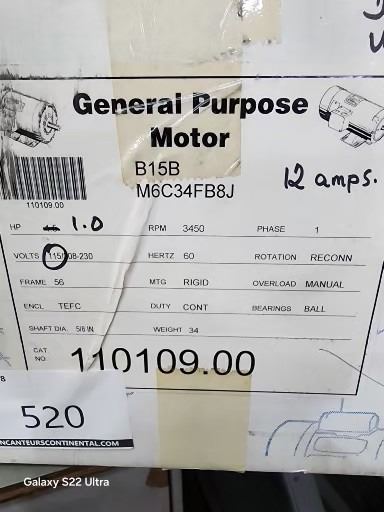 General Purpose
Motor
B15B
M6C34FB8J
12 amps.
110109.00
HP 1.0 RPM 3450 PHASE 1
VOLTS 115/208-230 HERTZ 60 ROTATION RECONN
FRAME 56 MTG RIGID OVERLOAD MANUAL
ENCL TEFC DUTY CONT BEARINGS BALL
SHAFT DIA. 5/8 IN WEIGHT 34
CAT. NO. 110109.00
520
NCANTEURSCONTINENTAL.COM
Galaxy S22 Ultra